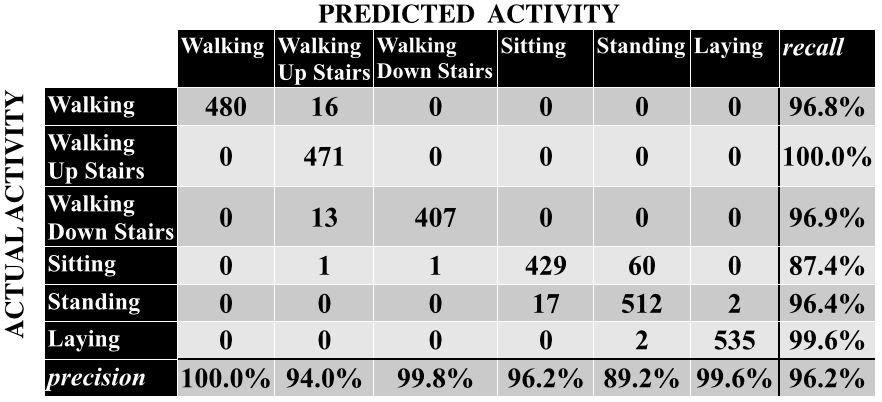 PREDICTED ACTIVITY
Walking Walking Up Stairs Walking Down Stairs Sitting Standing Laying recall
ACTUAL ACTIVITY
Walking 480 16 0 0 0 0 96.8%
Walking Up Stairs 0 471 0 0 0 0 100.0%
Walking Down Stairs 0 13 407 0 0 0 96.9%
Sitting 0 1 1 429 60 0 87.4%
Standing 0 0 0 17 512 2 96.4%
Laying 0 0 0 0 2 535 99.6%
precision 100.0% 94.0% 99.8% 96.2% 89.2% 99.6% 96.2%